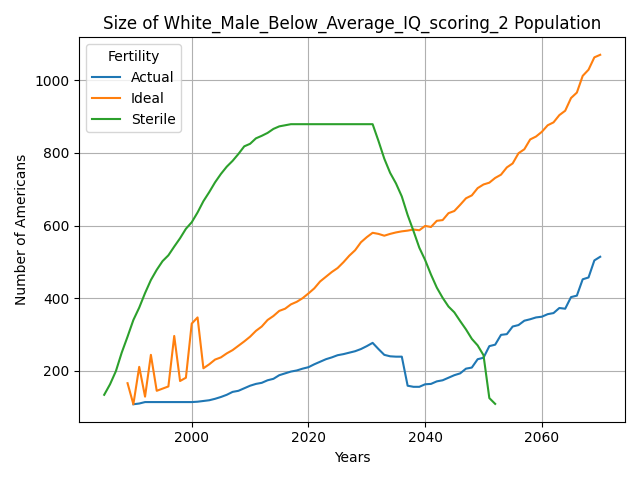 Size of White_Male_Below_Average_IQ_scoring_2 Population
Fertility
Actual
Ideal
Sterile
Number of Americans
1000
800
600
400
200
2000
2020
2040
2060
Years